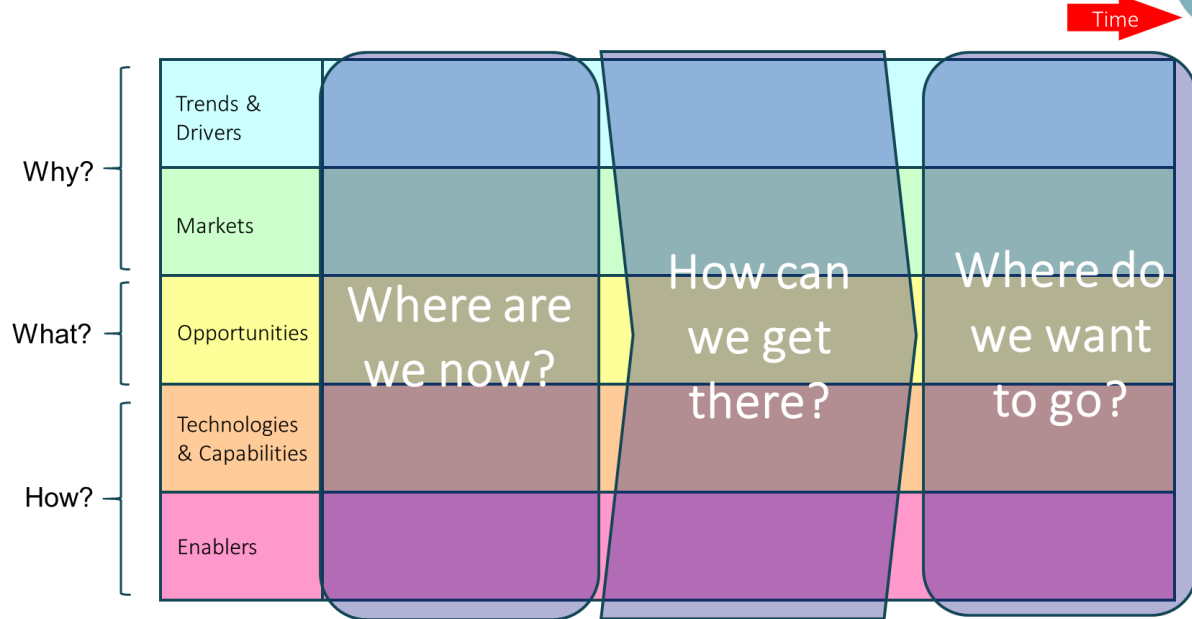 Time
Why?
Trends &
Drivers
Markets
What?
Opportunities
How?
Technologies
& Capabilities
Enablers
Where are
we now?
How can
we get
there?
Where do
we want
to go?